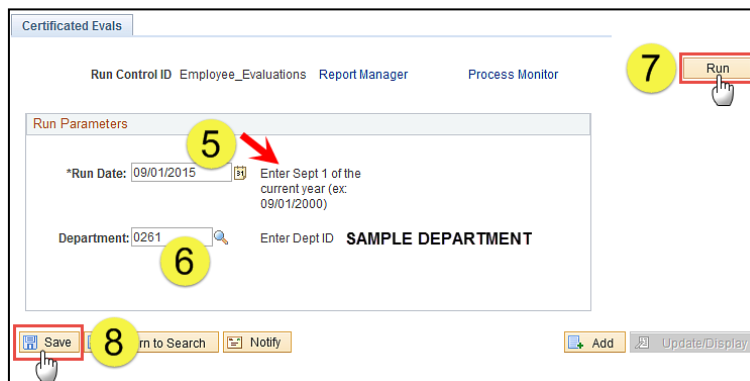 Certificated Evals
Run Control ID Employee_Evaluations Report Manager Process Monitor
7
Run
Run Parameters
5
*Run Date: 09/01/2015 31 Enter Sept 1 of the
current year (ex:
09/01/2000)
Department: 0261 Enter Dept ID SAMPLE DEPARTMENT
6
Save 8 rn to Search Notify Add Update/Display